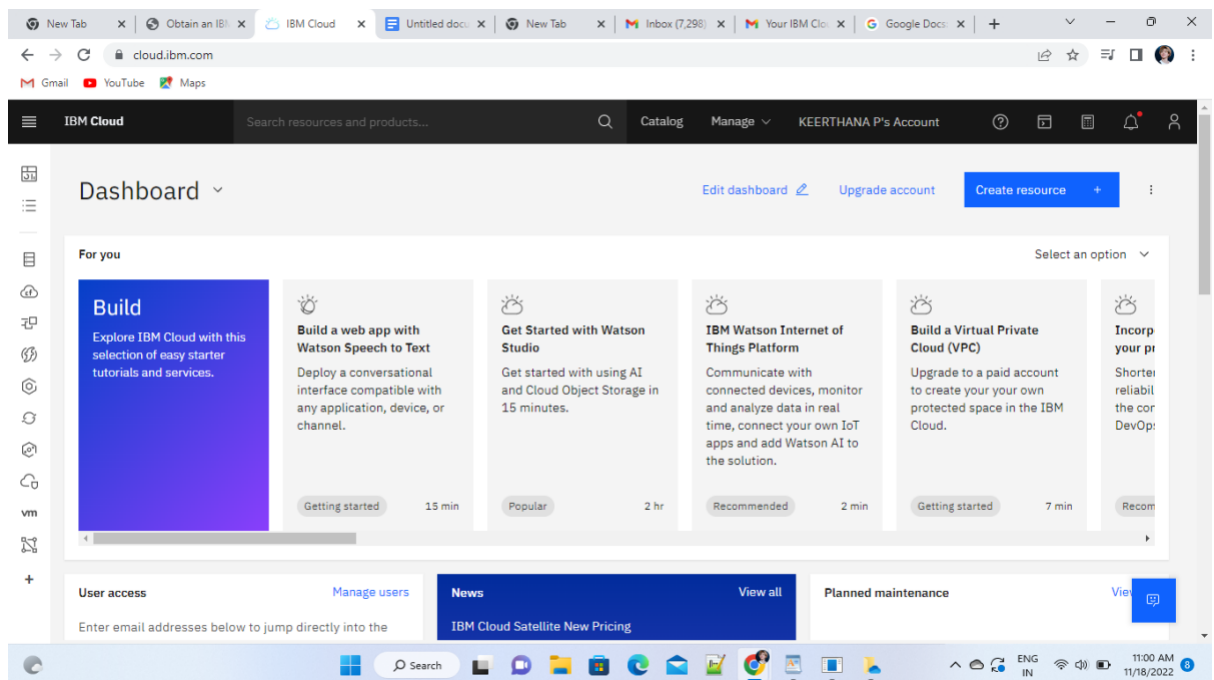 New Tab
Obtain an IBM
IBM Cloud
Untitled docu
New Tab
Inbox (7,298)
Your IBM Clou
Google Docs:
cloud.ibm.com
Gmail
YouTube
Maps
IBM Cloud
Search resources and products...
Catalog
Manage
KEERTHANA P's Account
Dashboard
Edit dashboard
Upgrade account
Create resource +
For you
Select an option
Build
Explore IBM Cloud with this
selection of easy starter
tutorials and services.
Build a web app with
Watson Speech to Text
Deploy a conversational
interface compatible with
any application, device, or
channel.
Getting started
15 min
Get Started with Watson
Studio
Get started with using AI
and Cloud Object Storage in
15 minutes.
Popular
2 hr
IBM Watson Internet of
Things Platform
Communicate with
connected devices, monitor
and analyze data in real
time, connect your own IoT
apps and add Watson AI to
the solution.
Recommended
2 min
Build a Virtual Private
Cloud (VPC)
Upgrade to a paid account
to create your your own
protected space in the IBM
Cloud.
Getting started
7 min
Incorp
your pr
Shorter
reliabil
the cor
DevOps
Recom
vm
User access
Manage users
Enter email addresses below to jump directly into the
News
View all
IBM Cloud Satellite New Pricing
Planned maintenance
View
Search
ENG
IN
11:00 AM
11/18/2022
8